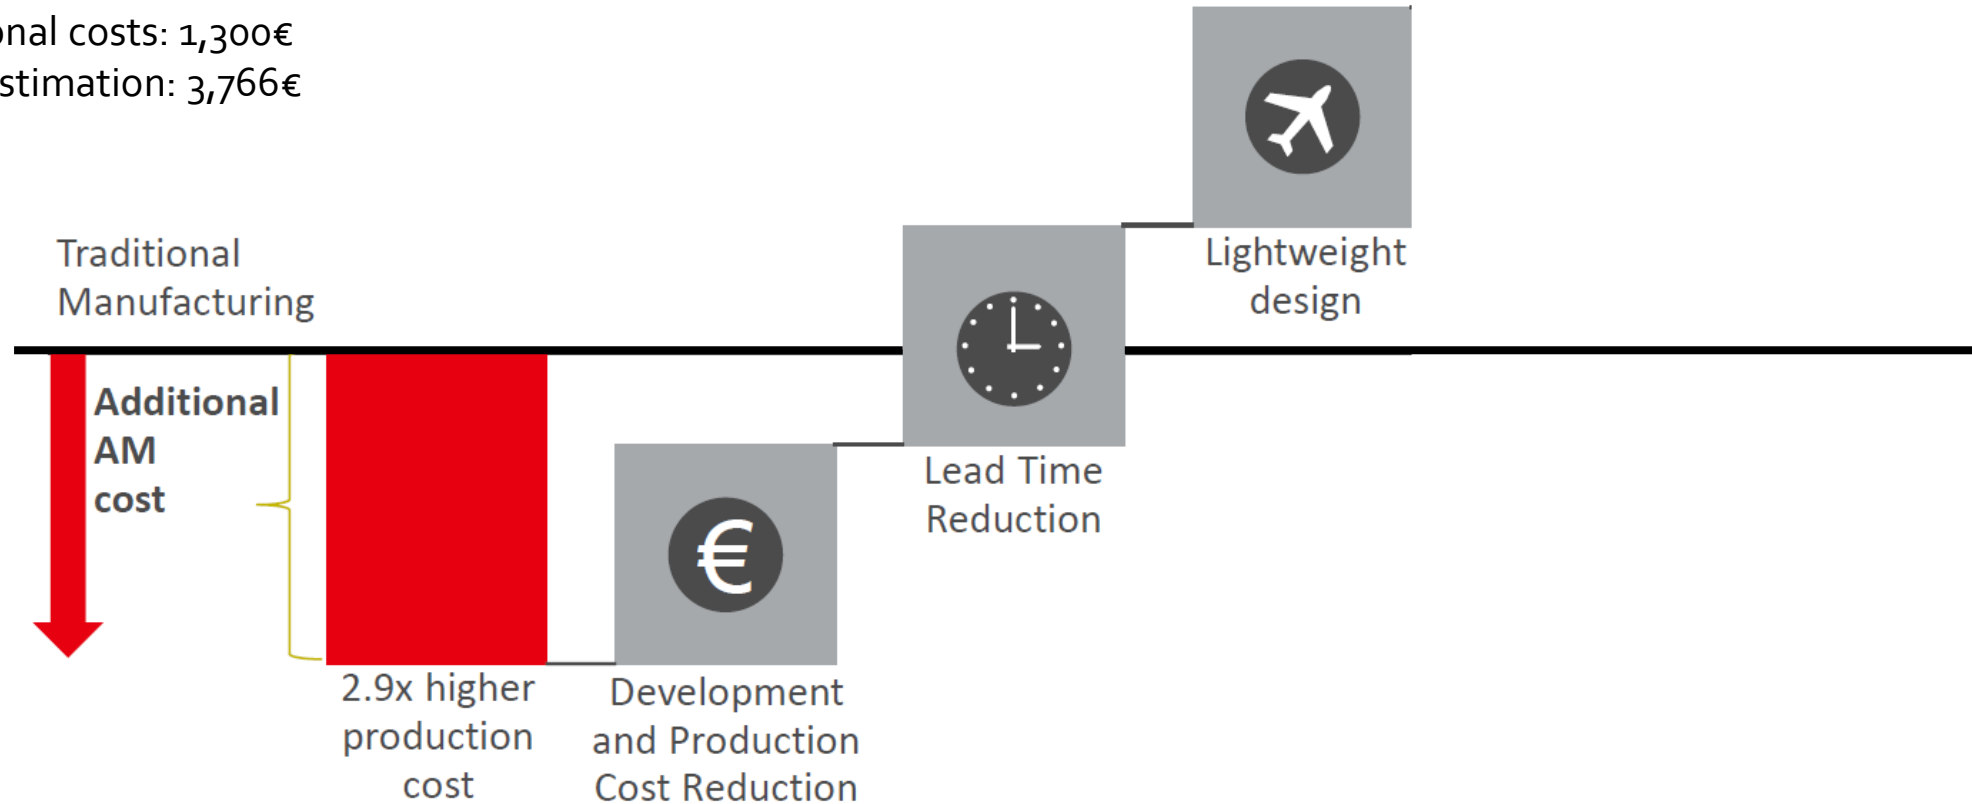 onal costs: 1,300€
stimation: 3,766€
Traditional
Manufacturing
Additional
AM
cost
2.9x higher
production
cost
€
Development
and Production
Cost Reduction
Lead Time
Reduction
Lightweight
design